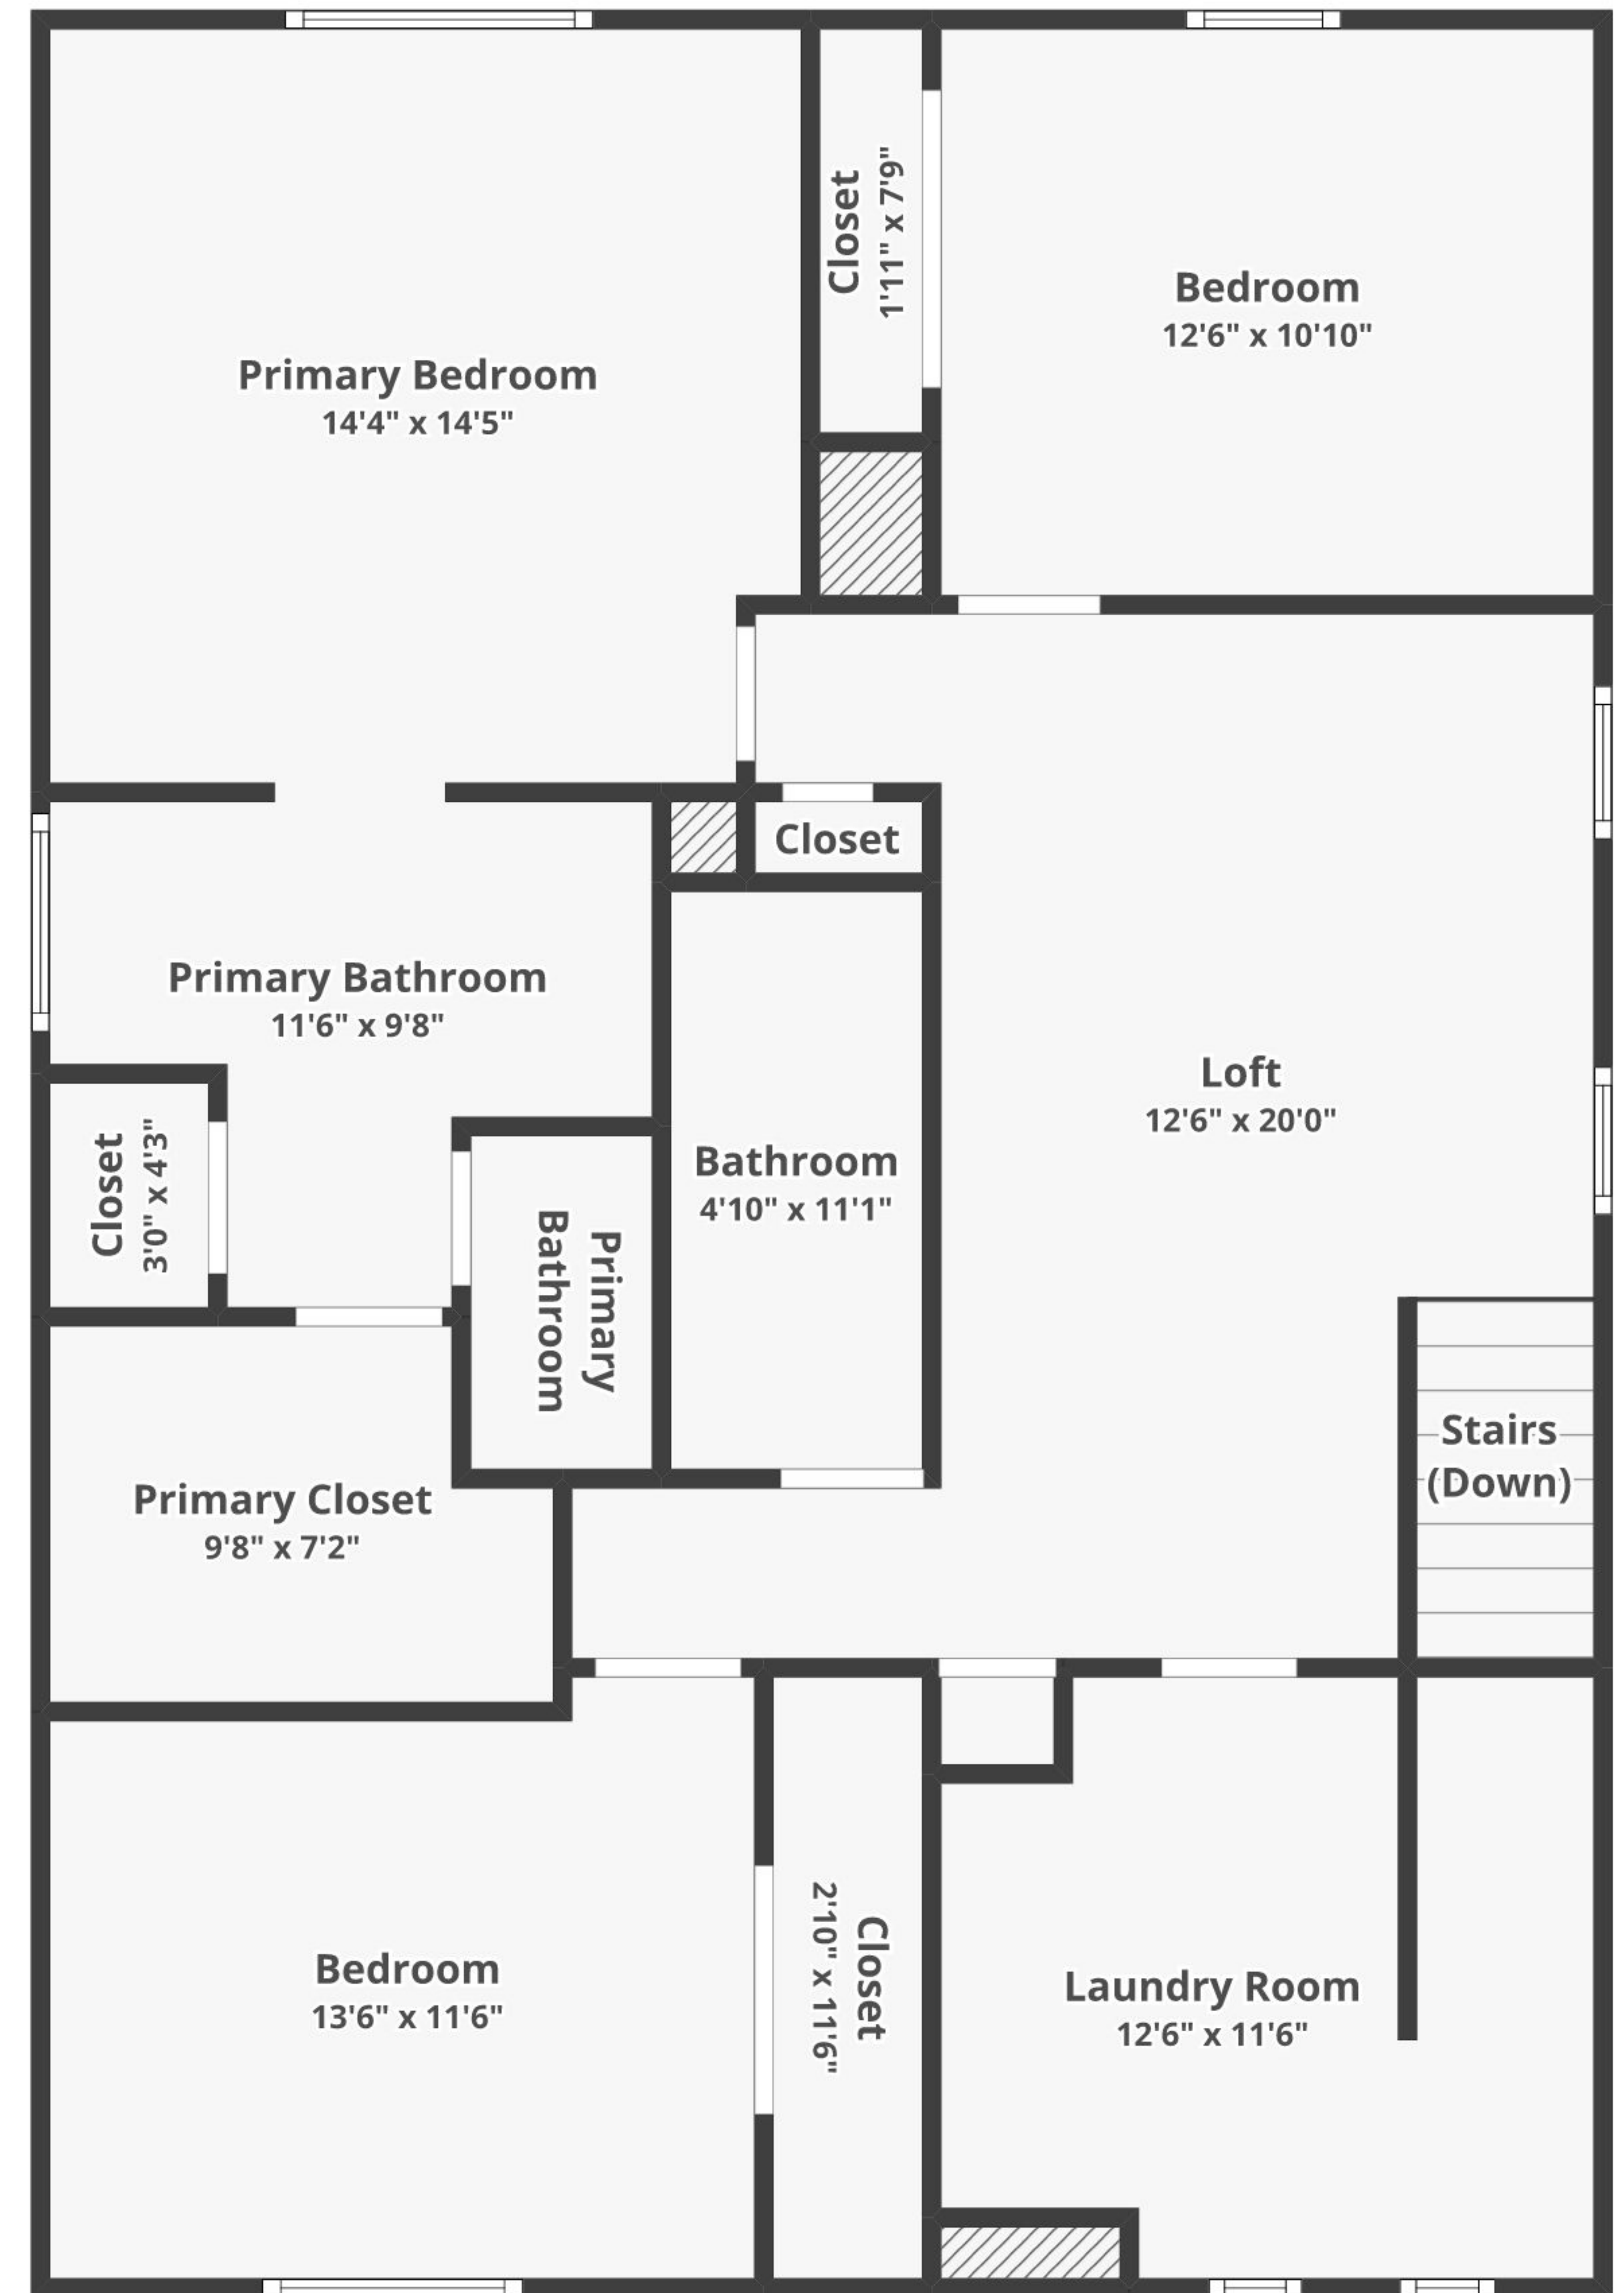 Closet
1'11" x 7'9"
Bedroom
12'6" x 10'10"
Primary Bedroom
14'4" x 14'5"
Closet
Primary Bathroom
11'6" x 9'8"
Loft
12'6" x 20'0"
Closet
3'0" x 4'3"
Bathroom
4'10" x 11'1"
Primary
Bathroom
Stairs
(Down)
Primary Closet
9'8" x 7'2"
Bedroom
13'6" x 11'6"
Closet
2'10" x 11'6"
Laundry Room
12'6" x 11'6"